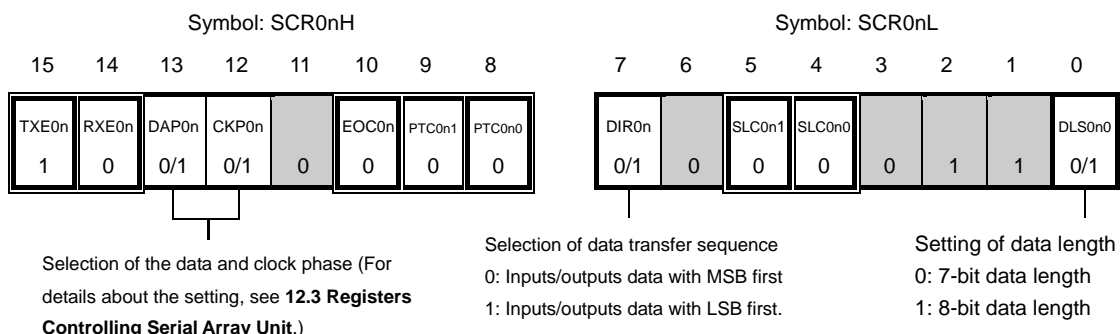 Symbol: SCR0nH
Symbol: SCR0nL
15 14 13 12 11 10 9 8
7 6 5 4 3 2 1 0
TXE0n RXE0n DAP0n CKP0n EOC0n PTC0n1 PTC0n0
DIR0n SLC0n1 SLC0n0 DLS0n0
1 0 0/1 0/1 0 0 0 0
0/1 0 0 0 0 1 1 0/1
Selection of the data and clock phase (For
details about the setting, see 12.3 Registers
Controlling Serial Array Unit.)
Selection of data transfer sequence
0: Inputs/outputs data with MSB first
1: Inputs/outputs data with LSB first.
Setting of data length
0: 7-bit data length
1: 8-bit data length